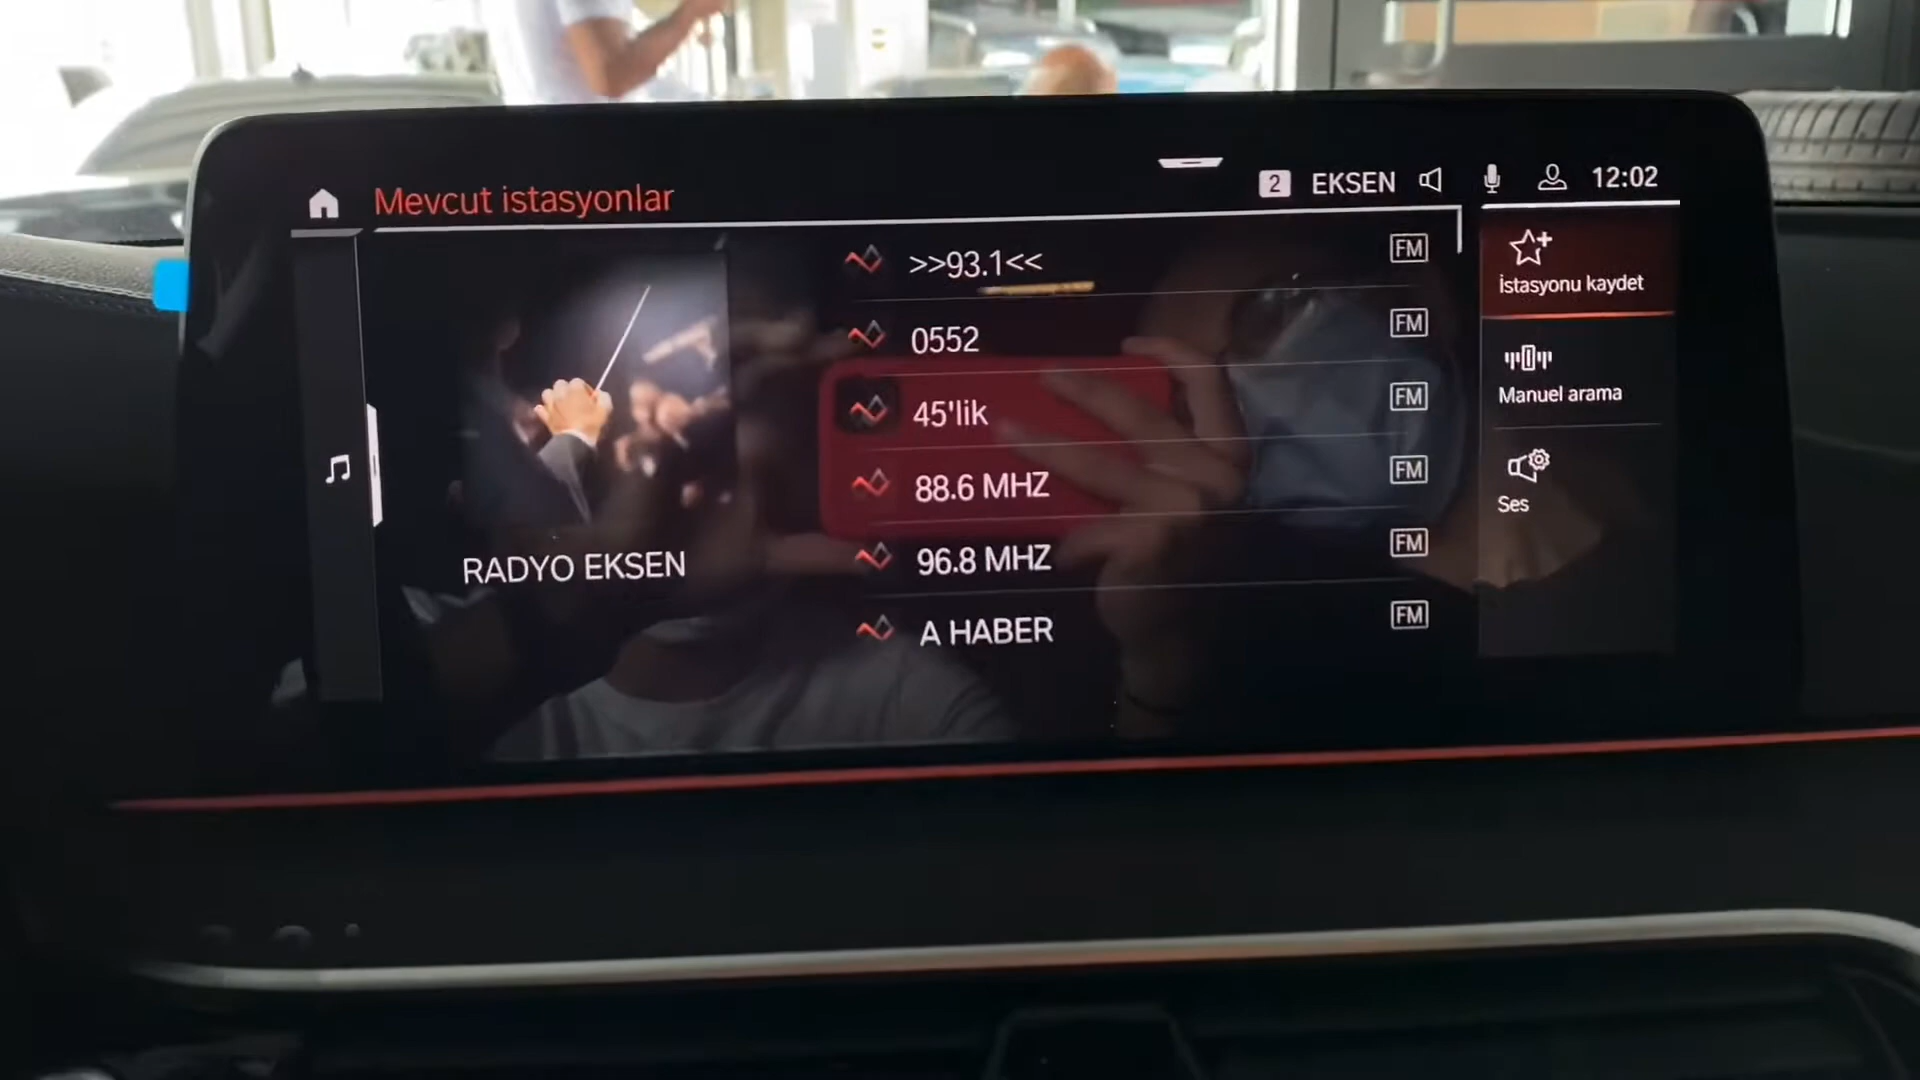 Mevcut istasyonlar
2 EKSEN 12:02
>>93.1<< FM
0552 FM
45'lik FM
88.6 MHZ FM
96.8 MHZ FM
A HABER FM
RADYO EKSEN
İstasyonu kaydet
Manuel arama
Ses